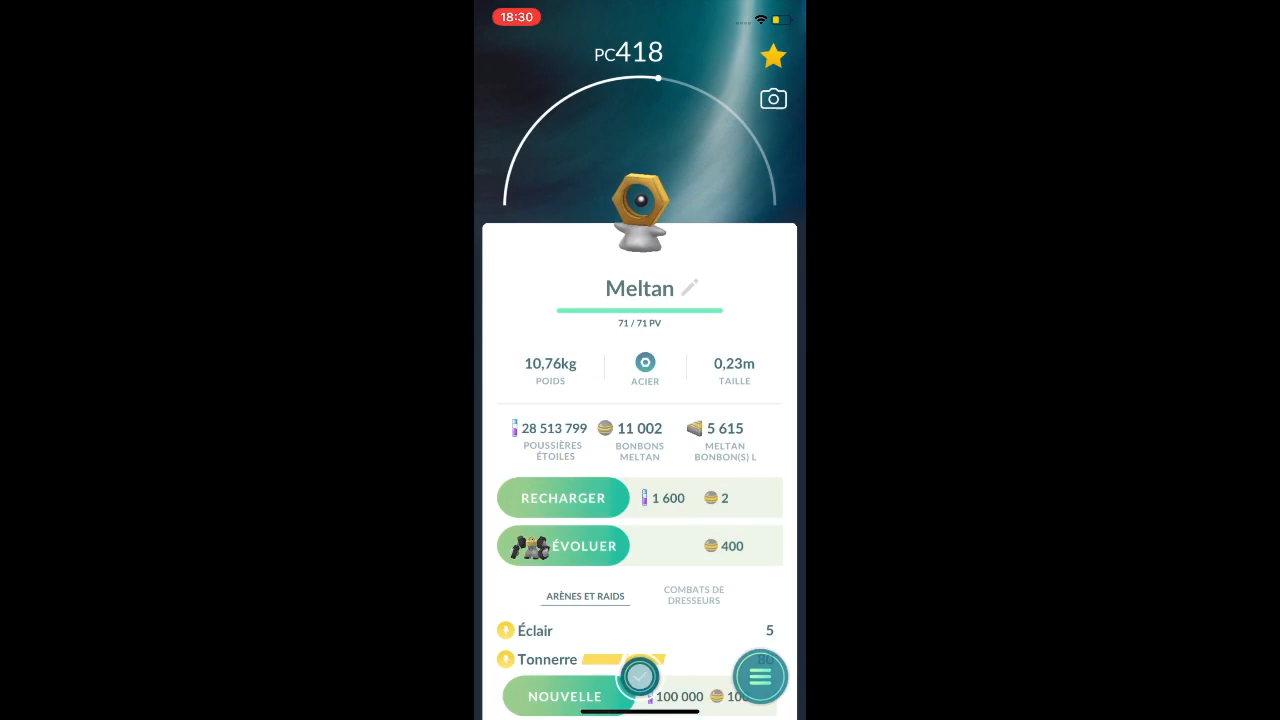 18:30
PC418
Meltan
71 / 71 PV
10,76kg
POIDS
ACIER
0,23m
TAILLE
28 513 799
POUSSIÈRES
ÉTOILES
11 002
BONBONS
MELTAN
5 615
MELTAN
BONBON(S) L
RECHARGER 1 600 2
ÉVOLUER 400
ARÈNES ET RAIDS
COMBATS DE
DRESSEURS
Éclair 5
Tonnerre 80
NOUVELLE 100 000